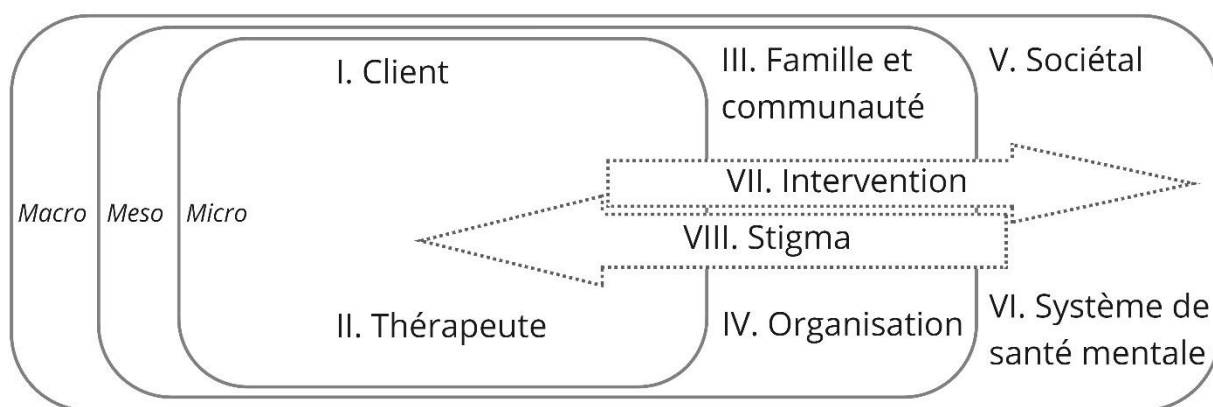 I. Client
III. Famille et
communauté
V. Sociétal
VII. Intervention
Macro
Meso
Micro
VIII. Stigma
II. Thérapeute
IV. Organisation
VI. Système de
santé mentale